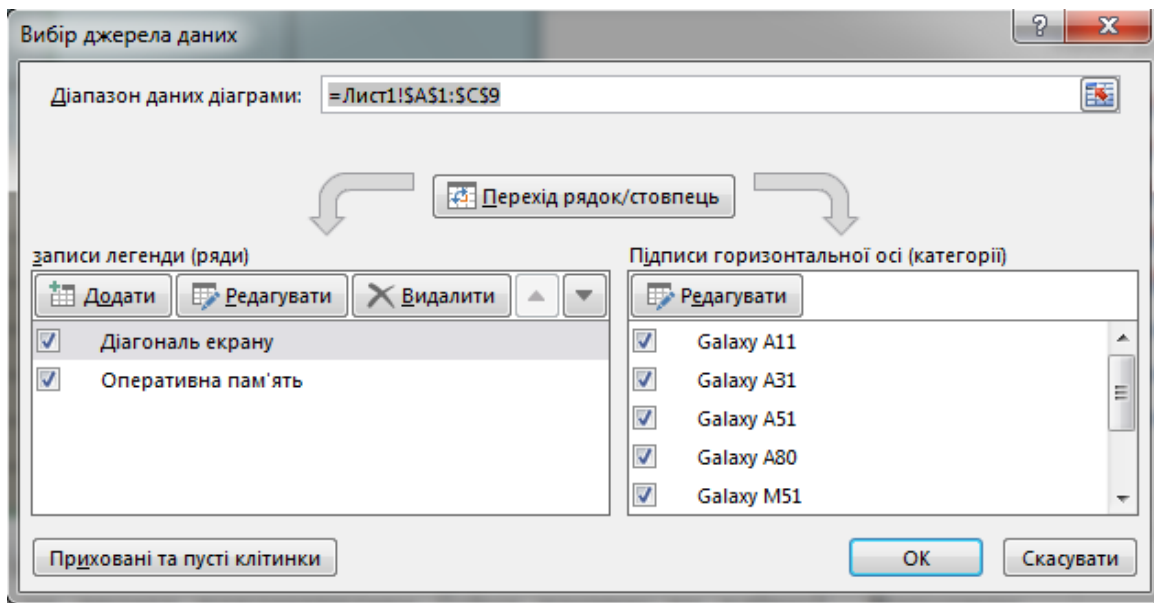 Вибір джерела даних
Діапазон даних діаграми: =Лист1!$A$1:$C$9
Перехід рядок/стовпець
записи легенди (ряди)
Додати Редагувати Видалити
Діагональ екрану
Оперативна пам'ять
Підписи горизонтальної осі (категорії)
Редагувати
Galaxy A11
Galaxy A31
Galaxy A51
Galaxy A80
Galaxy M51
Приховані та пусті клітинки
ОК Скасувати